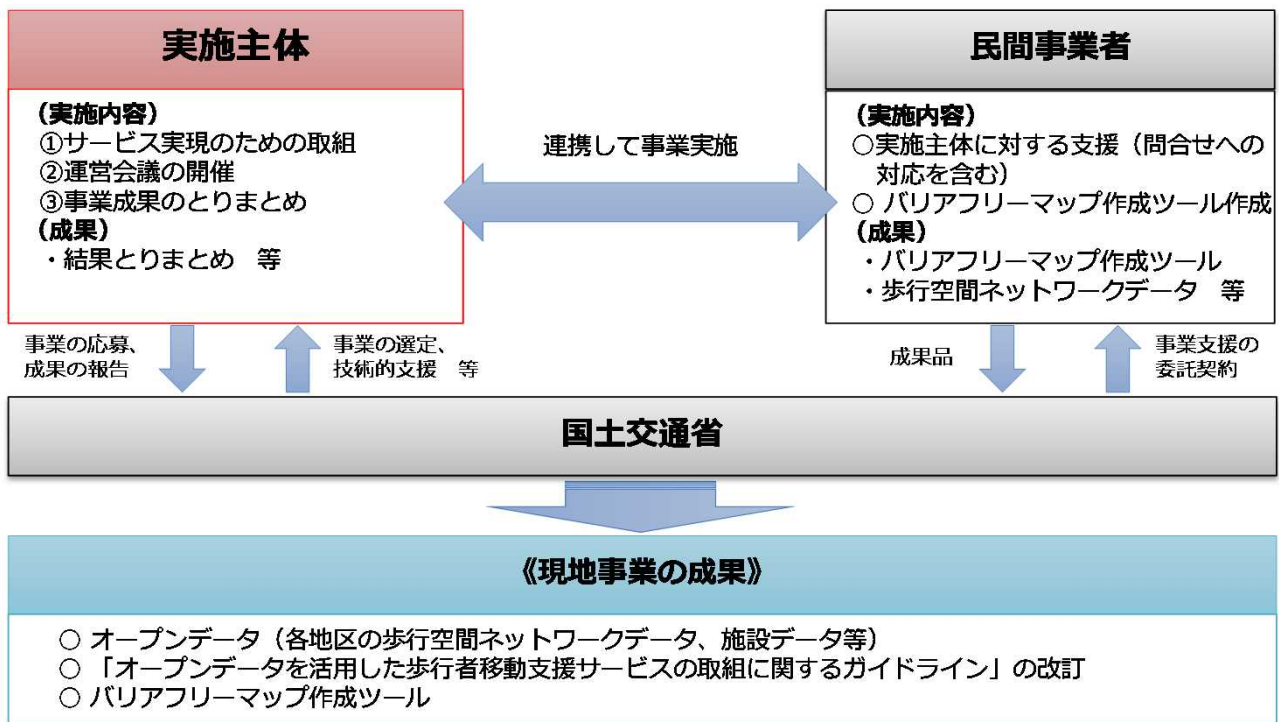 実施主体
(実施内容)
①サービス実現のための取組
②運営会議の開催
③事業成果のとりまとめ
(成果)
・結果とりまとめ　等
連携して事業実施
民間事業者
(実施内容)
○実施主体に対する支援（問合せへの
対応を含む）
○ バリアフリーマップ作成ツール作成
(成果)
・バリアフリーマップ作成ツール
・歩行空間ネットワークデータ　等
事業の応募、
成果の報告
事業の選定、
技術的支援　等
成果品
事業支援の
委託契約
国土交通省
《現地事業の成果》
○ オープンデータ（各地区の歩行空間ネットワークデータ、施設データ等）
○「オープンデータを活用した歩行者移動支援サービスの取組に関するガイドライン」の改訂
○ バリアフリーマップ作成ツール